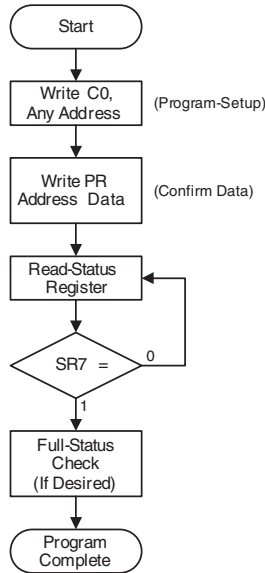 Start
Write C0,
Any Address
(Program-Setup)
Write PR
Address Data
(Confirm Data)
Read-Status
Register
SR7 =
0
1
Full-Status
Check
(If Desired)
Program
Complete